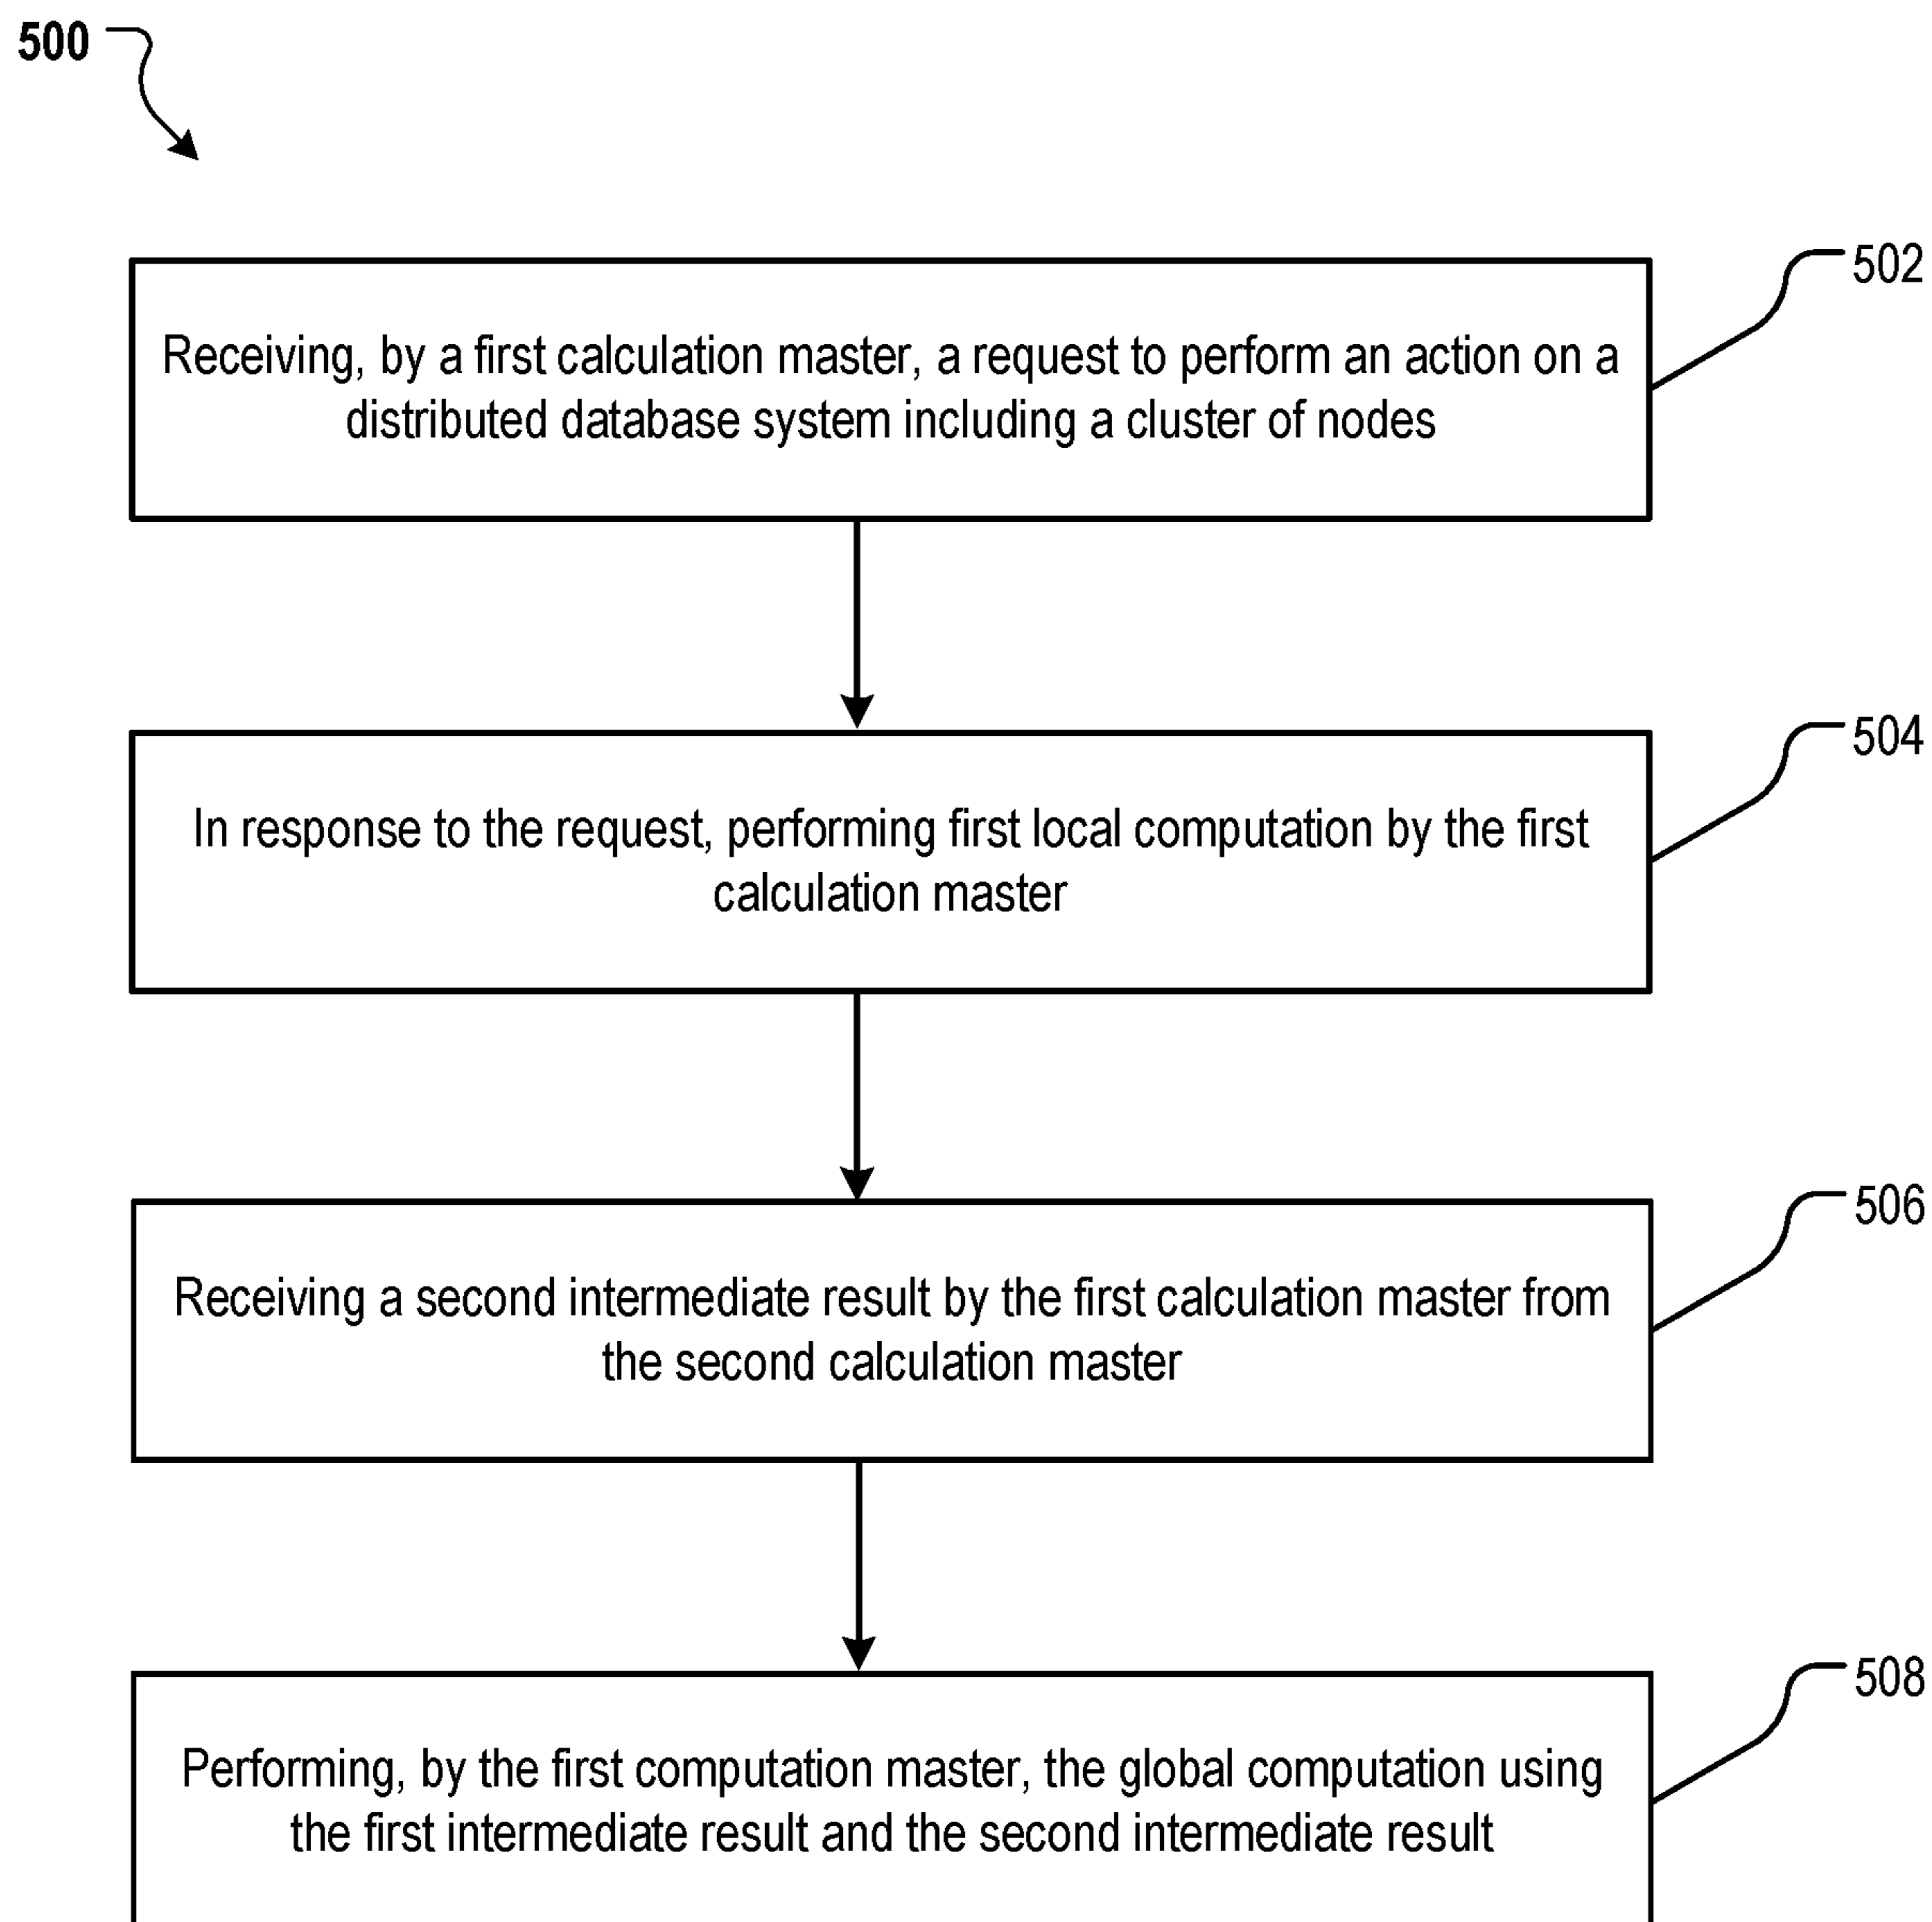 500
502
Receiving, by a first calculation master, a request to perform an action on a
distributed database system including a cluster of nodes
504
In response to the request, performing first local computation by the first
calculation master
506
Receiving a second intermediate result by the first calculation master from
the second calculation master
508
Performing, by the first computation master, the global computation using
the first intermediate result and the second intermediate result